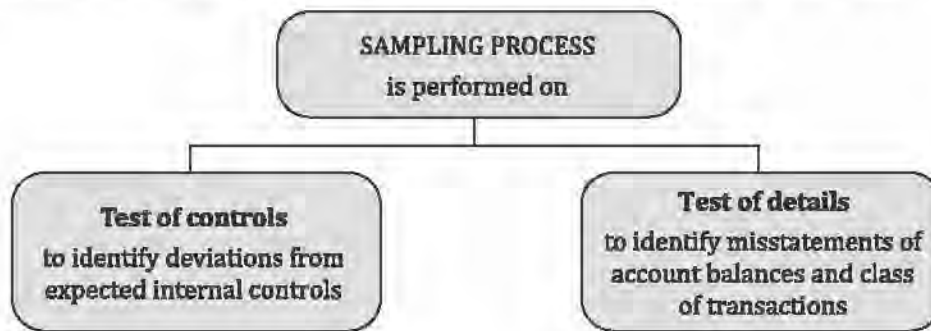 SAMPLING PROCESS
is performed on
Test of controls
to identify deviations from
expected internal controls
Test of details
to identify misstatements of
account balances and class
of transactions